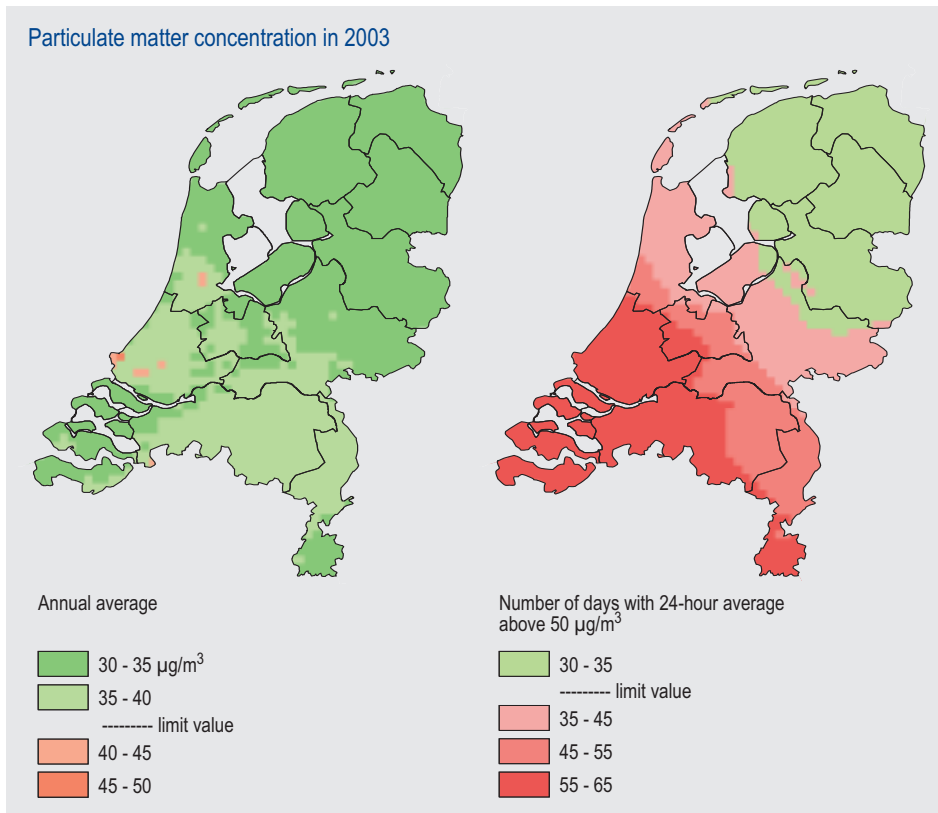 Particulate matter concentration in 2003
Annual average
30 - 35 µg/m³
35 - 40
--------- limit value
40 - 45
45 - 50
Number of days with 24-hour average
above 50 µg/m³
30 - 35
--------- limit value
35 - 45
45 - 55
55 - 65